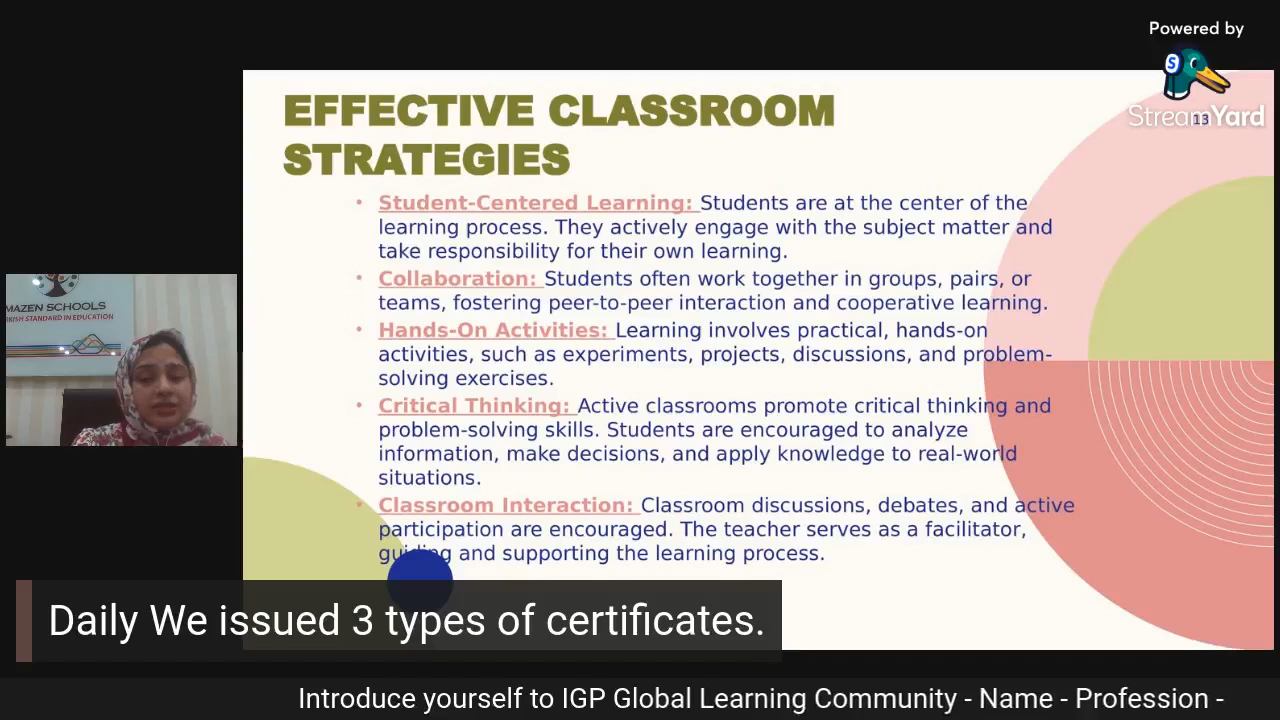 Powered by
StreamYard
13
EFFECTIVE CLASSROOM
STRATEGIES
• Student-Centered Learning: Students are at the center of the
learning process. They actively engage with the subject matter and
take responsibility for their own learning.
• Collaboration: Students often work together in groups, pairs, or
teams, fostering peer-to-peer interaction and cooperative learning.
• Hands-On Activities: Learning involves practical, hands-on
activities, such as experiments, projects, discussions, and problem-
solving exercises.
• Critical Thinking: Active classrooms promote critical thinking and
problem-solving skills. Students are encouraged to analyze
information, make decisions, and apply knowledge to real-world
situations.
• Classroom Interaction: Classroom discussions, debates, and active
participation are encouraged. The teacher serves as a facilitator,
guiding and supporting the learning process.
MAZEN SCHOOLS
STANDARD IN EDUCATION
Daily We issued 3 types of certificates.
Introduce yourself to IGP Global Learning Community - Name - Profession -